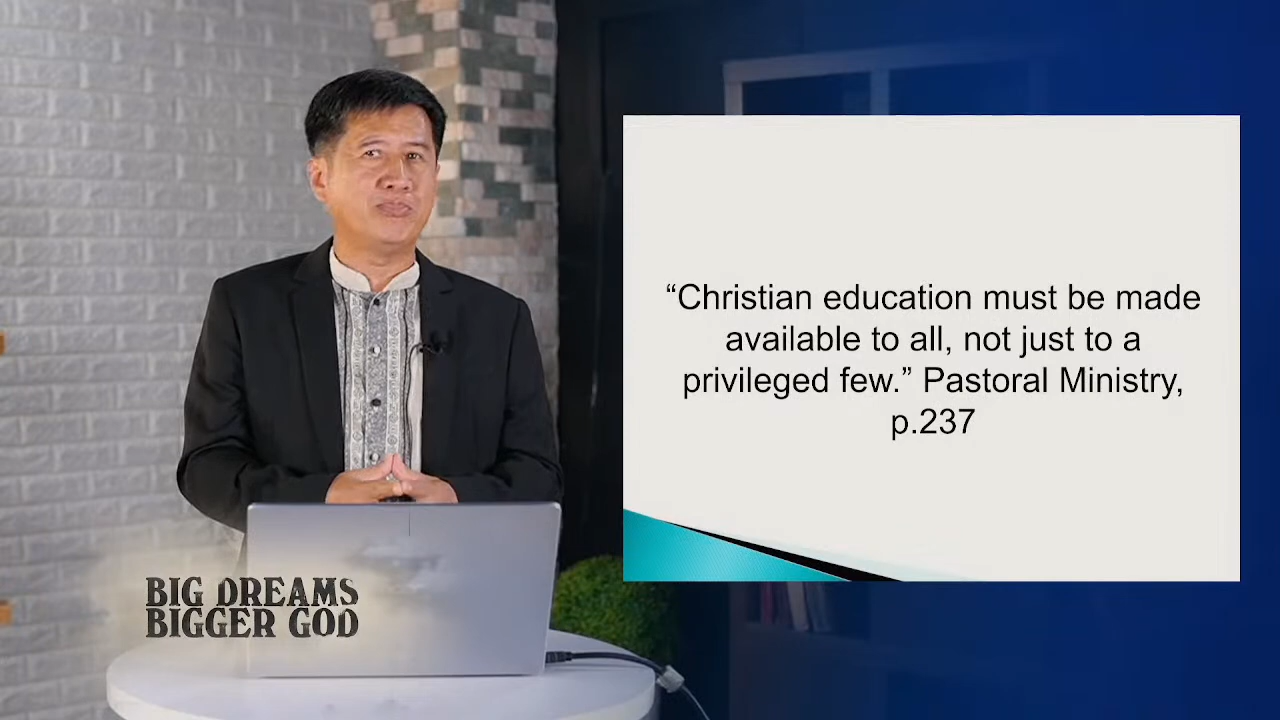 “Christian education must be made
available to all, not just to a
privileged few.” Pastoral Ministry,
p.237
BIG DREAMS
BIGGER GOD